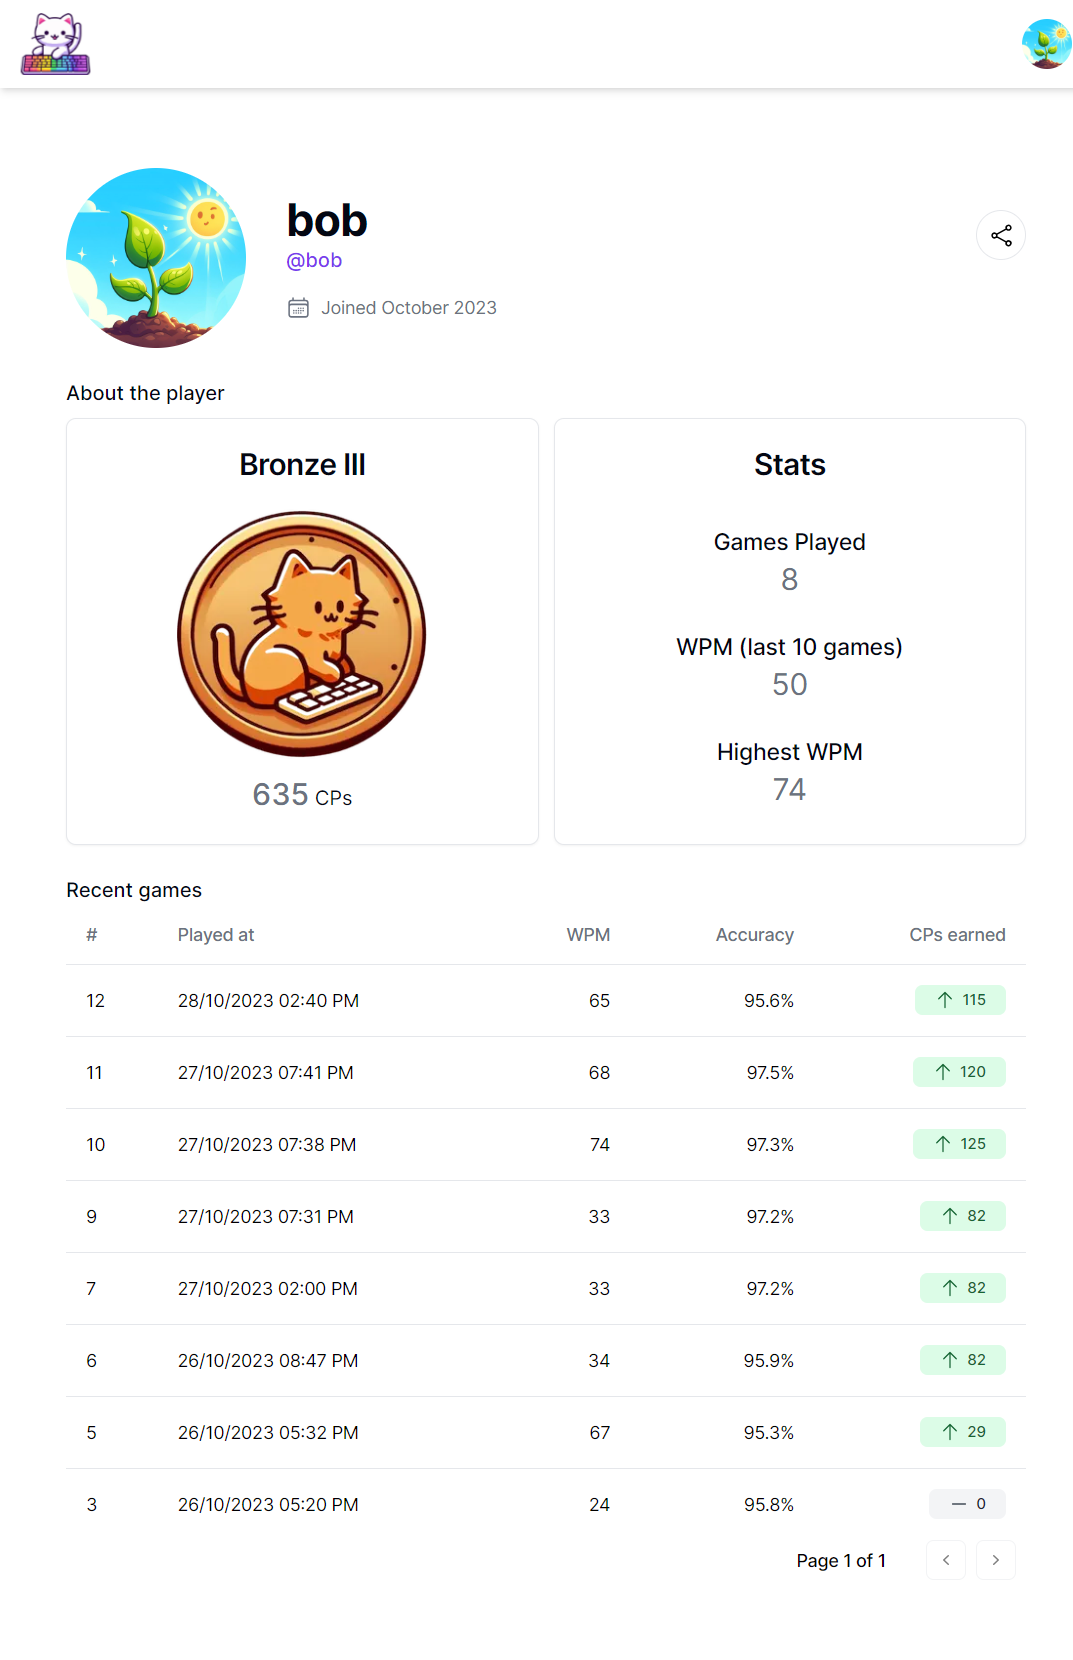 bob
@bob
Joined October 2023
About the player
Bronze III
635 CPs
Stats
Games Played
8
WPM (last 10 games)
50
Highest WPM
74
Recent games
# Played at WPM Accuracy CPs earned
12 28/10/2023 02:40 PM 65 95.6% ↑ 115
11 27/10/2023 07:41 PM 68 97.5% ↑ 120
10 27/10/2023 07:38 PM 74 97.3% ↑ 125
9 27/10/2023 07:31 PM 33 97.2% ↑ 82
7 27/10/2023 02:00 PM 33 97.2% ↑ 82
6 26/10/2023 08:47 PM 34 95.9% ↑ 82
5 26/10/2023 05:32 PM 67 95.3% ↑ 29
3 26/10/2023 05:20 PM 24 95.8% — 0
Page 1 of 1